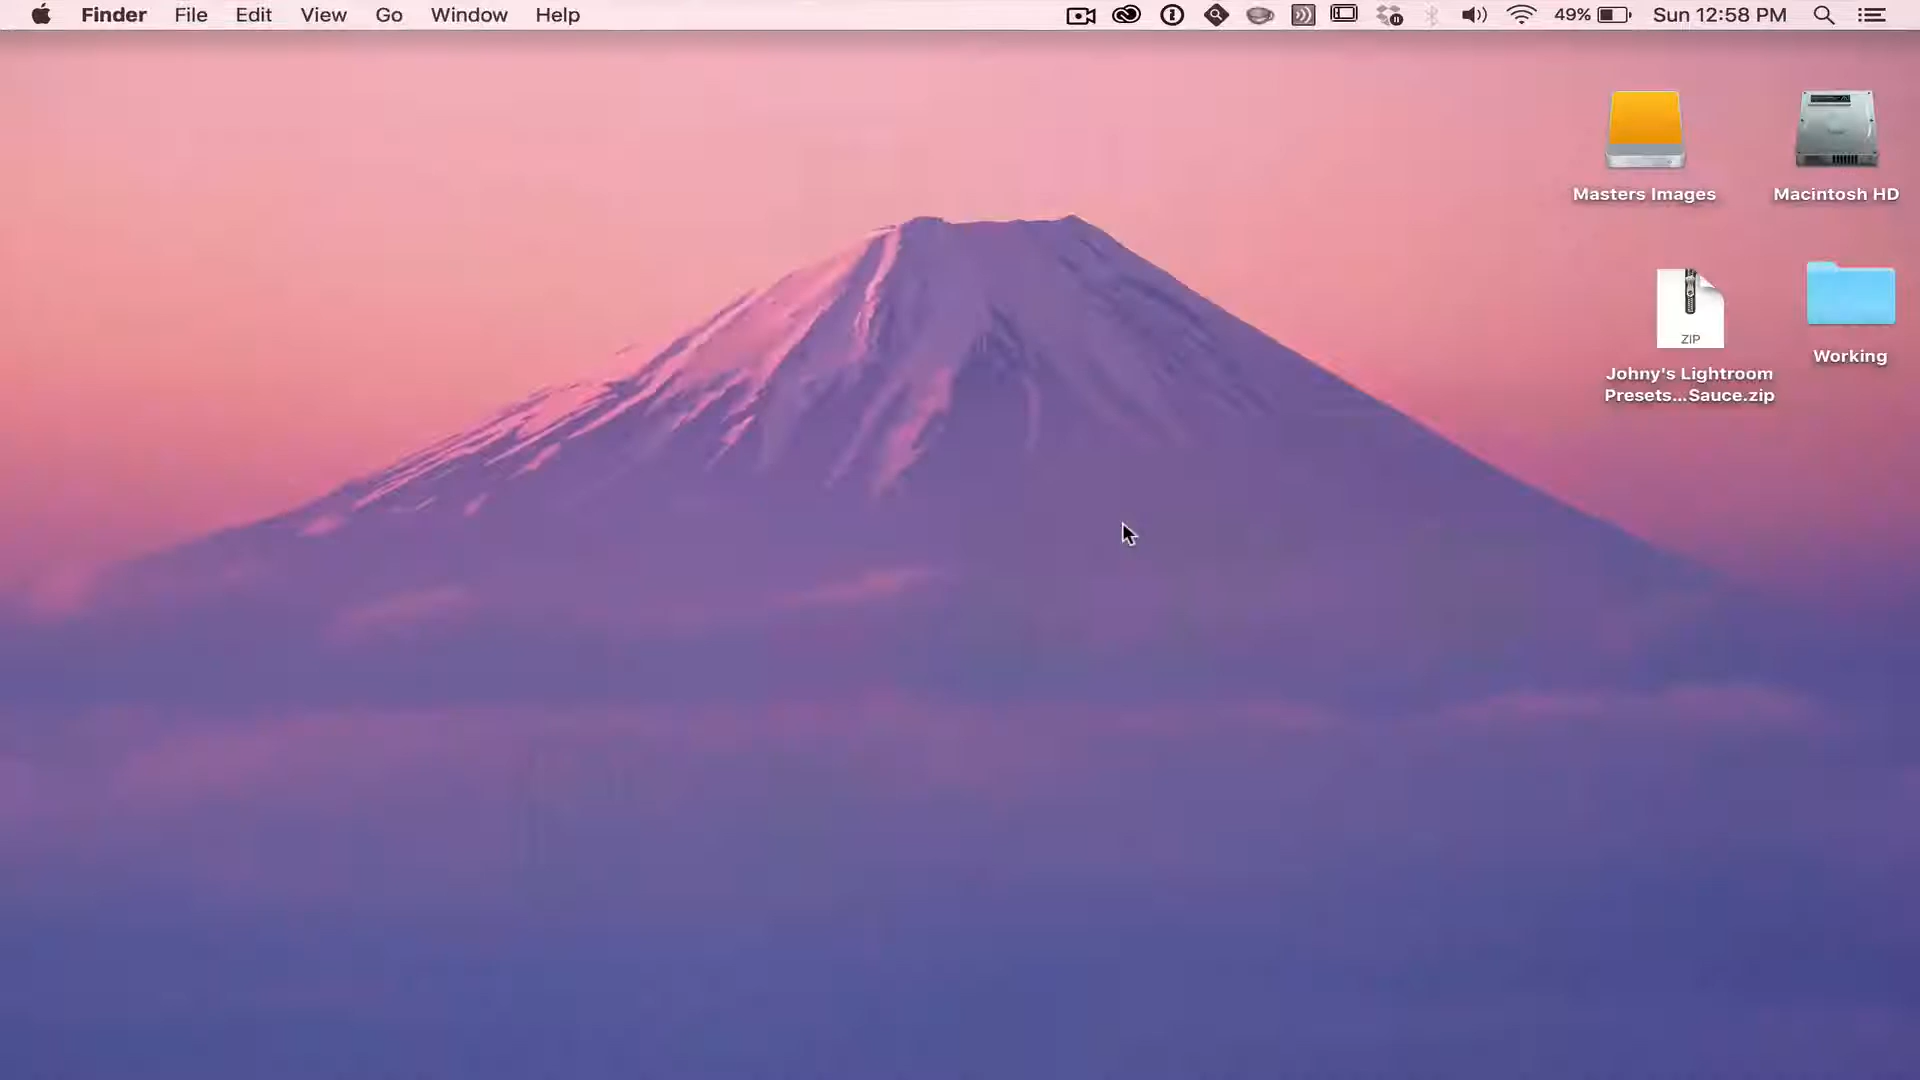 Finder File Edit View Go Window Help 49% Sun 12:58 PM
Masters Images
Macintosh HD
ZIP
Johny's Lightroom
Presets...Sauce.zip
Working